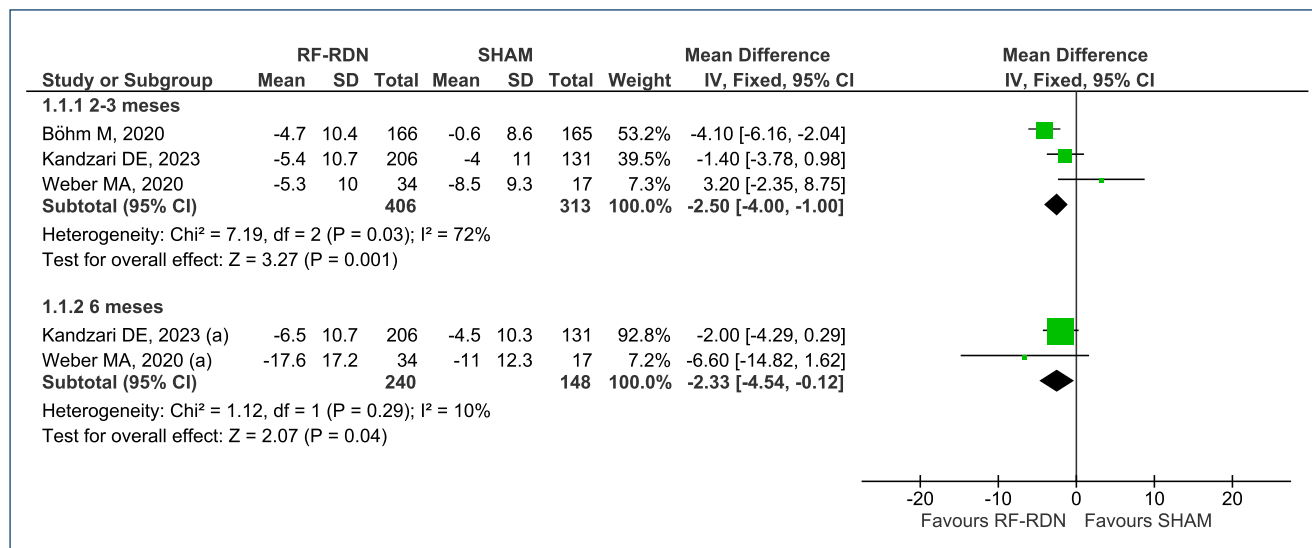 RF-RDN SHAM Mean Difference Mean Difference
Study or Subgroup Mean SD Total Mean SD Total Weight IV, Fixed, 95% CI IV, Fixed, 95% CI
1.1.1 2-3 meses
Böhm M, 2020 -4.7 10.4 166 -0.6 8.6 165 53.2% -4.10 [-6.16, -2.04]
Kandzari DE, 2023 -5.4 10.7 206 -4 11 131 39.5% -1.40 [-3.78, 0.98]
Weber MA, 2020 -5.3 10 34 -8.5 9.3 17 7.3% 3.20 [-2.35, 8.75]
Subtotal (95% CI) 406 313 100.0% -2.50 [-4.00, -1.00]
Heterogeneity: Chi² = 7.19, df = 2 (P = 0.03); I² = 72%
Test for overall effect: Z = 3.27 (P = 0.001)
1.1.2 6 meses
Kandzari DE, 2023 (a) -6.5 10.7 206 -4.5 10.3 131 92.8% -2.00 [-4.29, 0.29]
Weber MA, 2020 (a) -17.6 17.2 34 -11 12.3 17 7.2% -6.60 [-14.82, 1.62]
Subtotal (95% CI) 240 148 100.0% -2.33 [-4.54, -0.12]
Heterogeneity: Chi² = 1.12, df = 1 (P = 0.29); I² = 10%
Test for overall effect: Z = 2.07 (P = 0.04)
-20 -10 0 10 20
Favours RF-RDN Favours SHAM